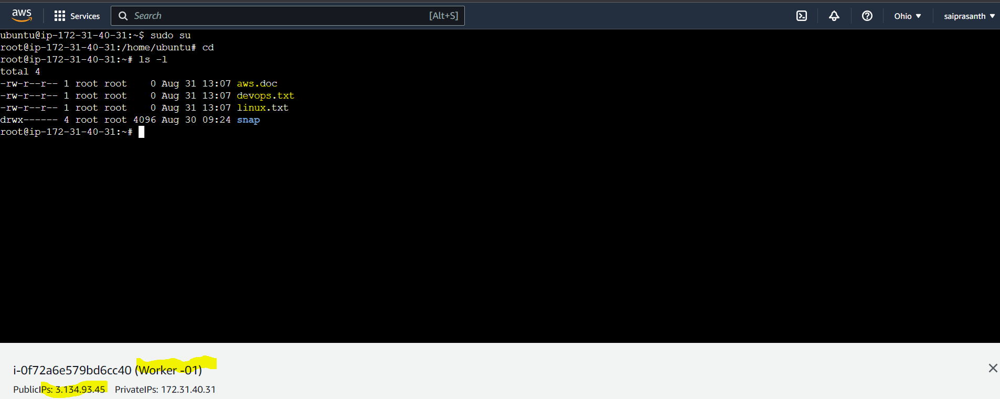 aws Services Search [Alt+S] Ohio saiprasanth
ubuntu@ip-172-31-40-31:~$ sudo su
root@ip-172-31-40-31:/home/ubuntu# cd
root@ip-172-31-40-31:~# ls -l
total 4
-rw-r--r-- 1 root root    0 Aug 31 13:07 aws.doc
-rw-r--r-- 1 root root    0 Aug 31 13:07 devops.txt
-rw-r--r-- 1 root root    0 Aug 31 13:07 linux.txt
drwx------ 4 root root 4096 Aug 30 09:24 snap
root@ip-172-31-40-31:~#
i-0f72a6e579bd6cc40 (Worker -01)
PublicIPs: 3.134.93.45 PrivateIPs: 172.31.40.31